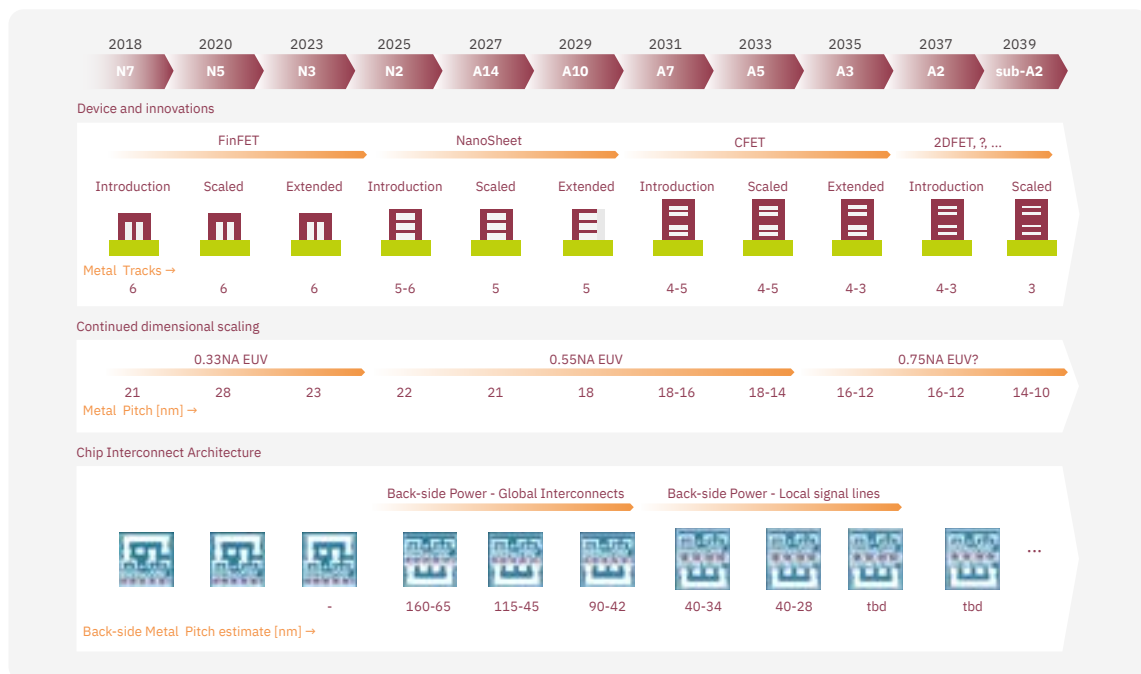 2018 2020 2023 2025 2027 2029 2031 2033 2035 2037 2039
N7 N5 N3 N2 A14 A10 A7 A5 A3 A2 sub-A2
Device and innovations
FinFET NanoSheet CFET 2DFET, ?, ...
Introduction Scaled Extended Introduction Scaled Extended Introduction Scaled Extended Introduction Scaled
Metal Tracks →
6 6 6 5-6 5 5 4-5 4-5 4-3 4-3 3
Continued dimensional scaling
0.33NA EUV 0.55NA EUV 0.75NA EUV?
21 28 23 22 21 18 18-16 18-14 16-12 16-12 14-10
Metal Pitch [nm] →
Chip Interconnect Architecture
Back-side Power - Global Interconnects Back-side Power - Local signal lines
...
- 160-65 115-45 90-42 40-34 40-28 tbd tbd
Back-side Metal Pitch estimate [nm] →